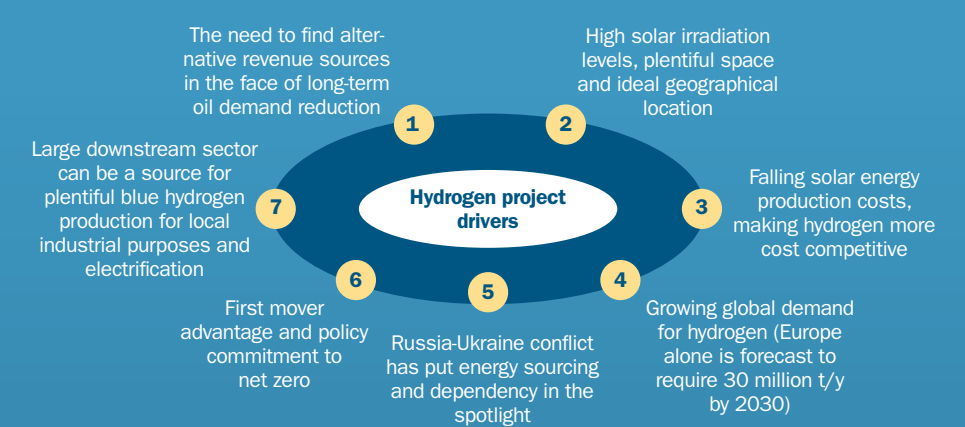 Hydrogen project
drivers
1
The need to find alter-
native revenue sources
in the face of long-term
oil demand reduction
2
High solar irradiation
levels, plentiful space
and ideal geographical
location
3
Falling solar energy
production costs,
making hydrogen more
cost competitive
4
Growing global demand
for hydrogen (Europe
alone is forecast to
require 30 million t/y
by 2030)
5
Russia-Ukraine conflict
has put energy sourcing
and dependency in the
spotlight
6
First mover
advantage and policy
commitment to
net zero
7
Large downstream sector
can be a source for
plentiful blue hydrogen
production for local
industrial purposes and
electrification